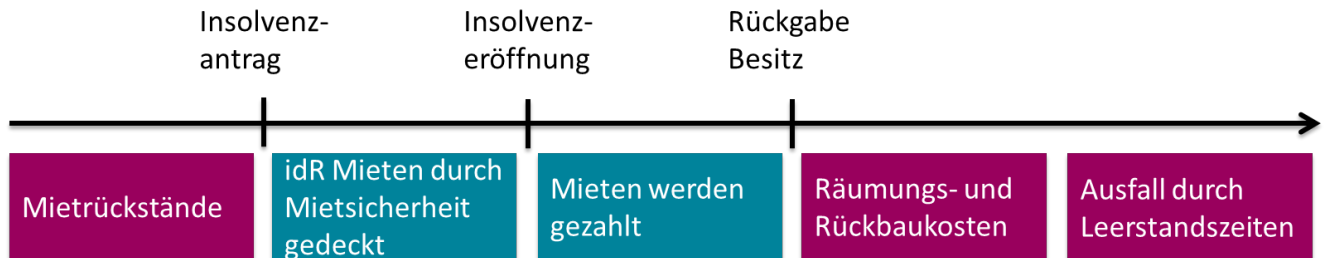 Insolvenz-
antrag
Insolvenz-
eröffnung
Rückgabe
Besitz
Mietrückstände
idR Mieten durch
Mietsicherheit
gedeckt
Mieten werden
gezahlt
Räumungs- und
Rückbaukosten
Ausfall durch
Leerstandszeiten